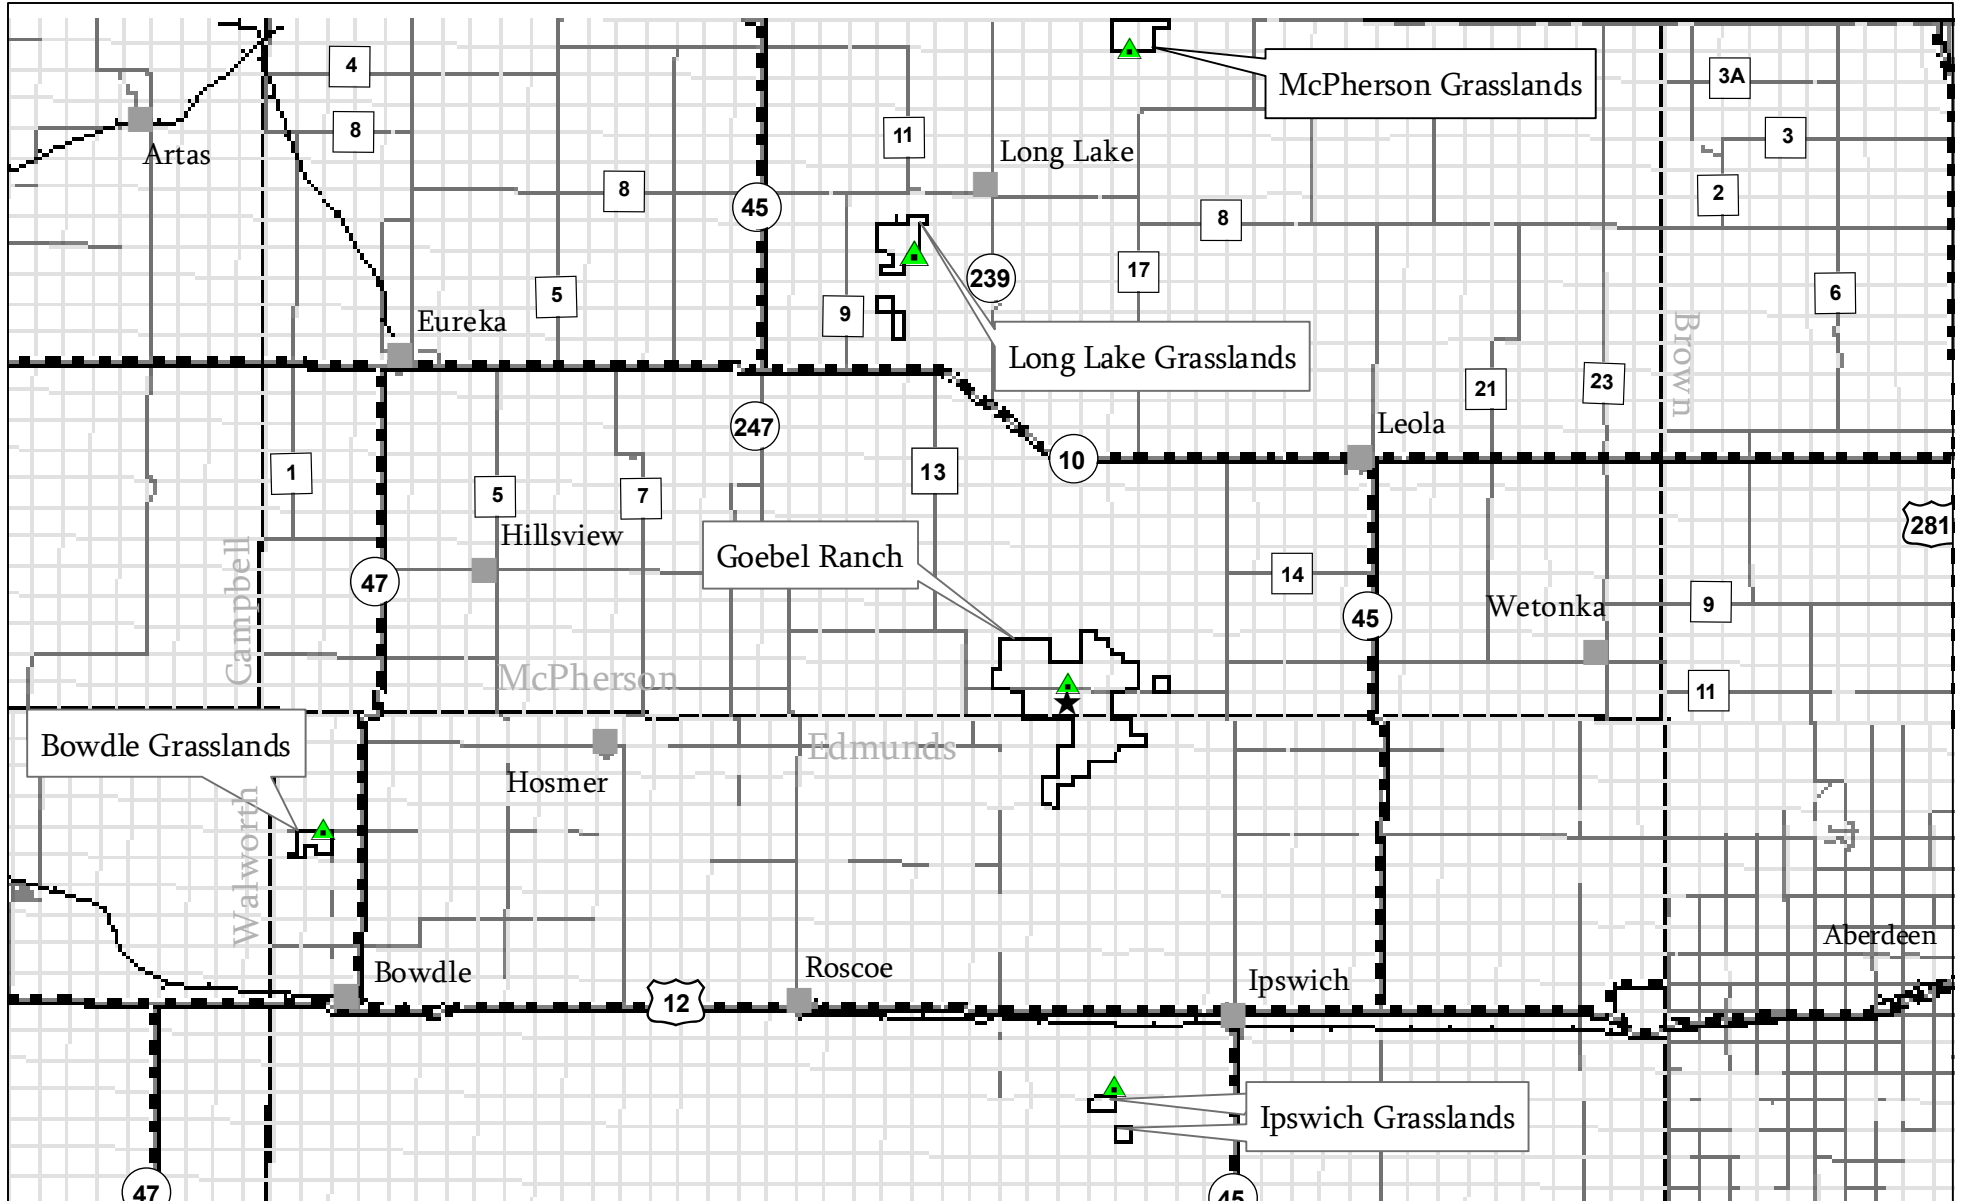 4
3A
McPherson Grasslands
8
11
3
Artas
Long Lake
8
2
45
8
17
239
5
6
9
Eureka
Brown
Long Lake Grasslands
21
23
247
Leola
10
1
13
5
7
281
Hillsview
Goebel Ranch
14
47
Campbell
Wetonka
9
45
McPherson
11
Bowdle Grasslands
Edmunds
Hosmer
Walworth
Aberdeen
Bowdle
Roscoe
Ipswich
12
Ipswich Grasslands
47
45